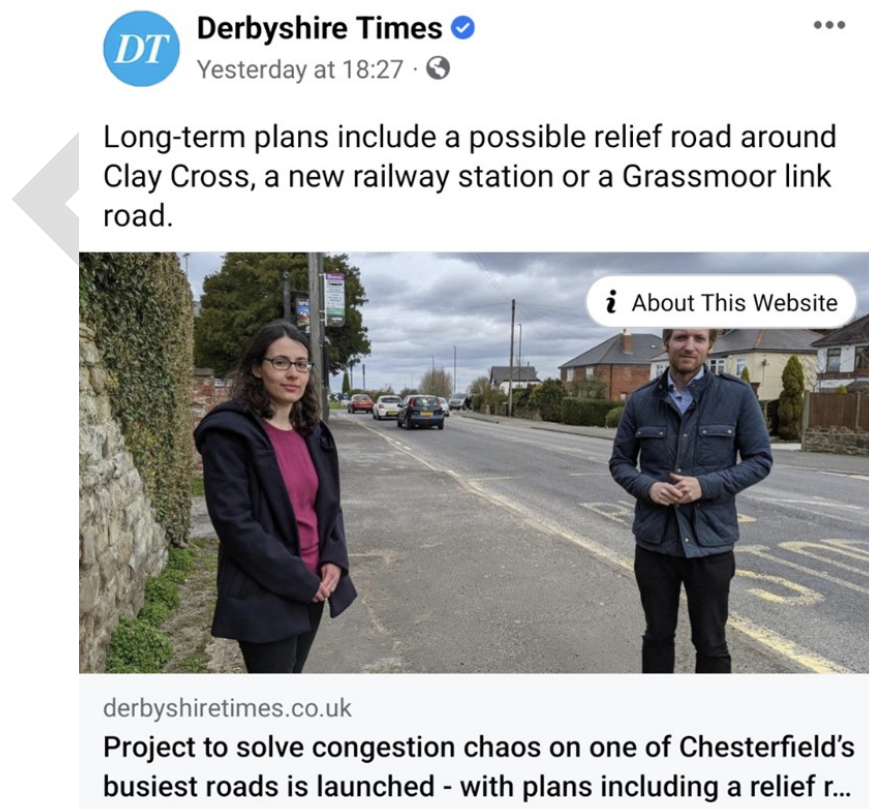 DT
Derbyshire Times
Yesterday at 18:27 ·
Long-term plans include a possible relief road around
Clay Cross, a new railway station or a Grassmoor link
road.
i About This Website
derbyshiretimes.co.uk
Project to solve congestion chaos on one of Chesterfield's
busiest roads is launched - with plans including a relief r...